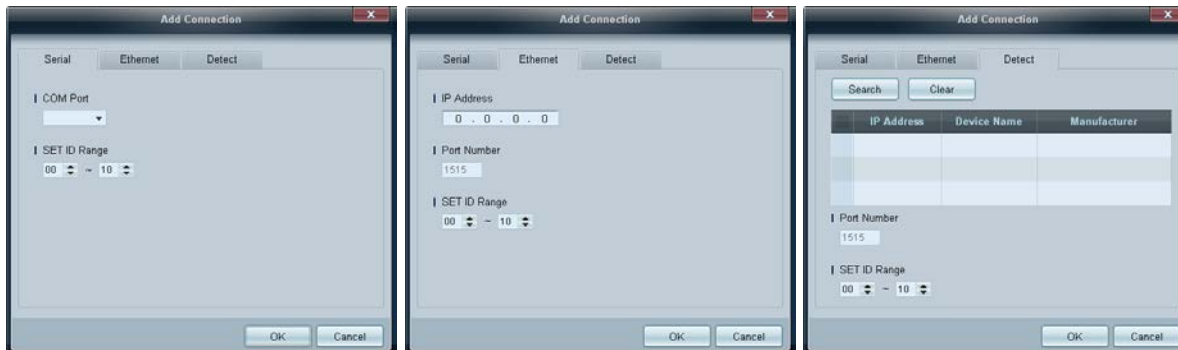 Add Connection
Serial Ethernet Detect
COM Port
SET ID Range
00 ~ 10
OK Cancel
Add Connection
Serial Ethernet Detect
IP Address
0 . 0 . 0 . 0
Port Number
1515
SET ID Range
00 ~ 10
OK Cancel
Add Connection
Serial Ethernet Detect
Search Clear
IP Address Device Name Manufacturer
Port Number
1515
SET ID Range
00 ~ 10
OK Cancel